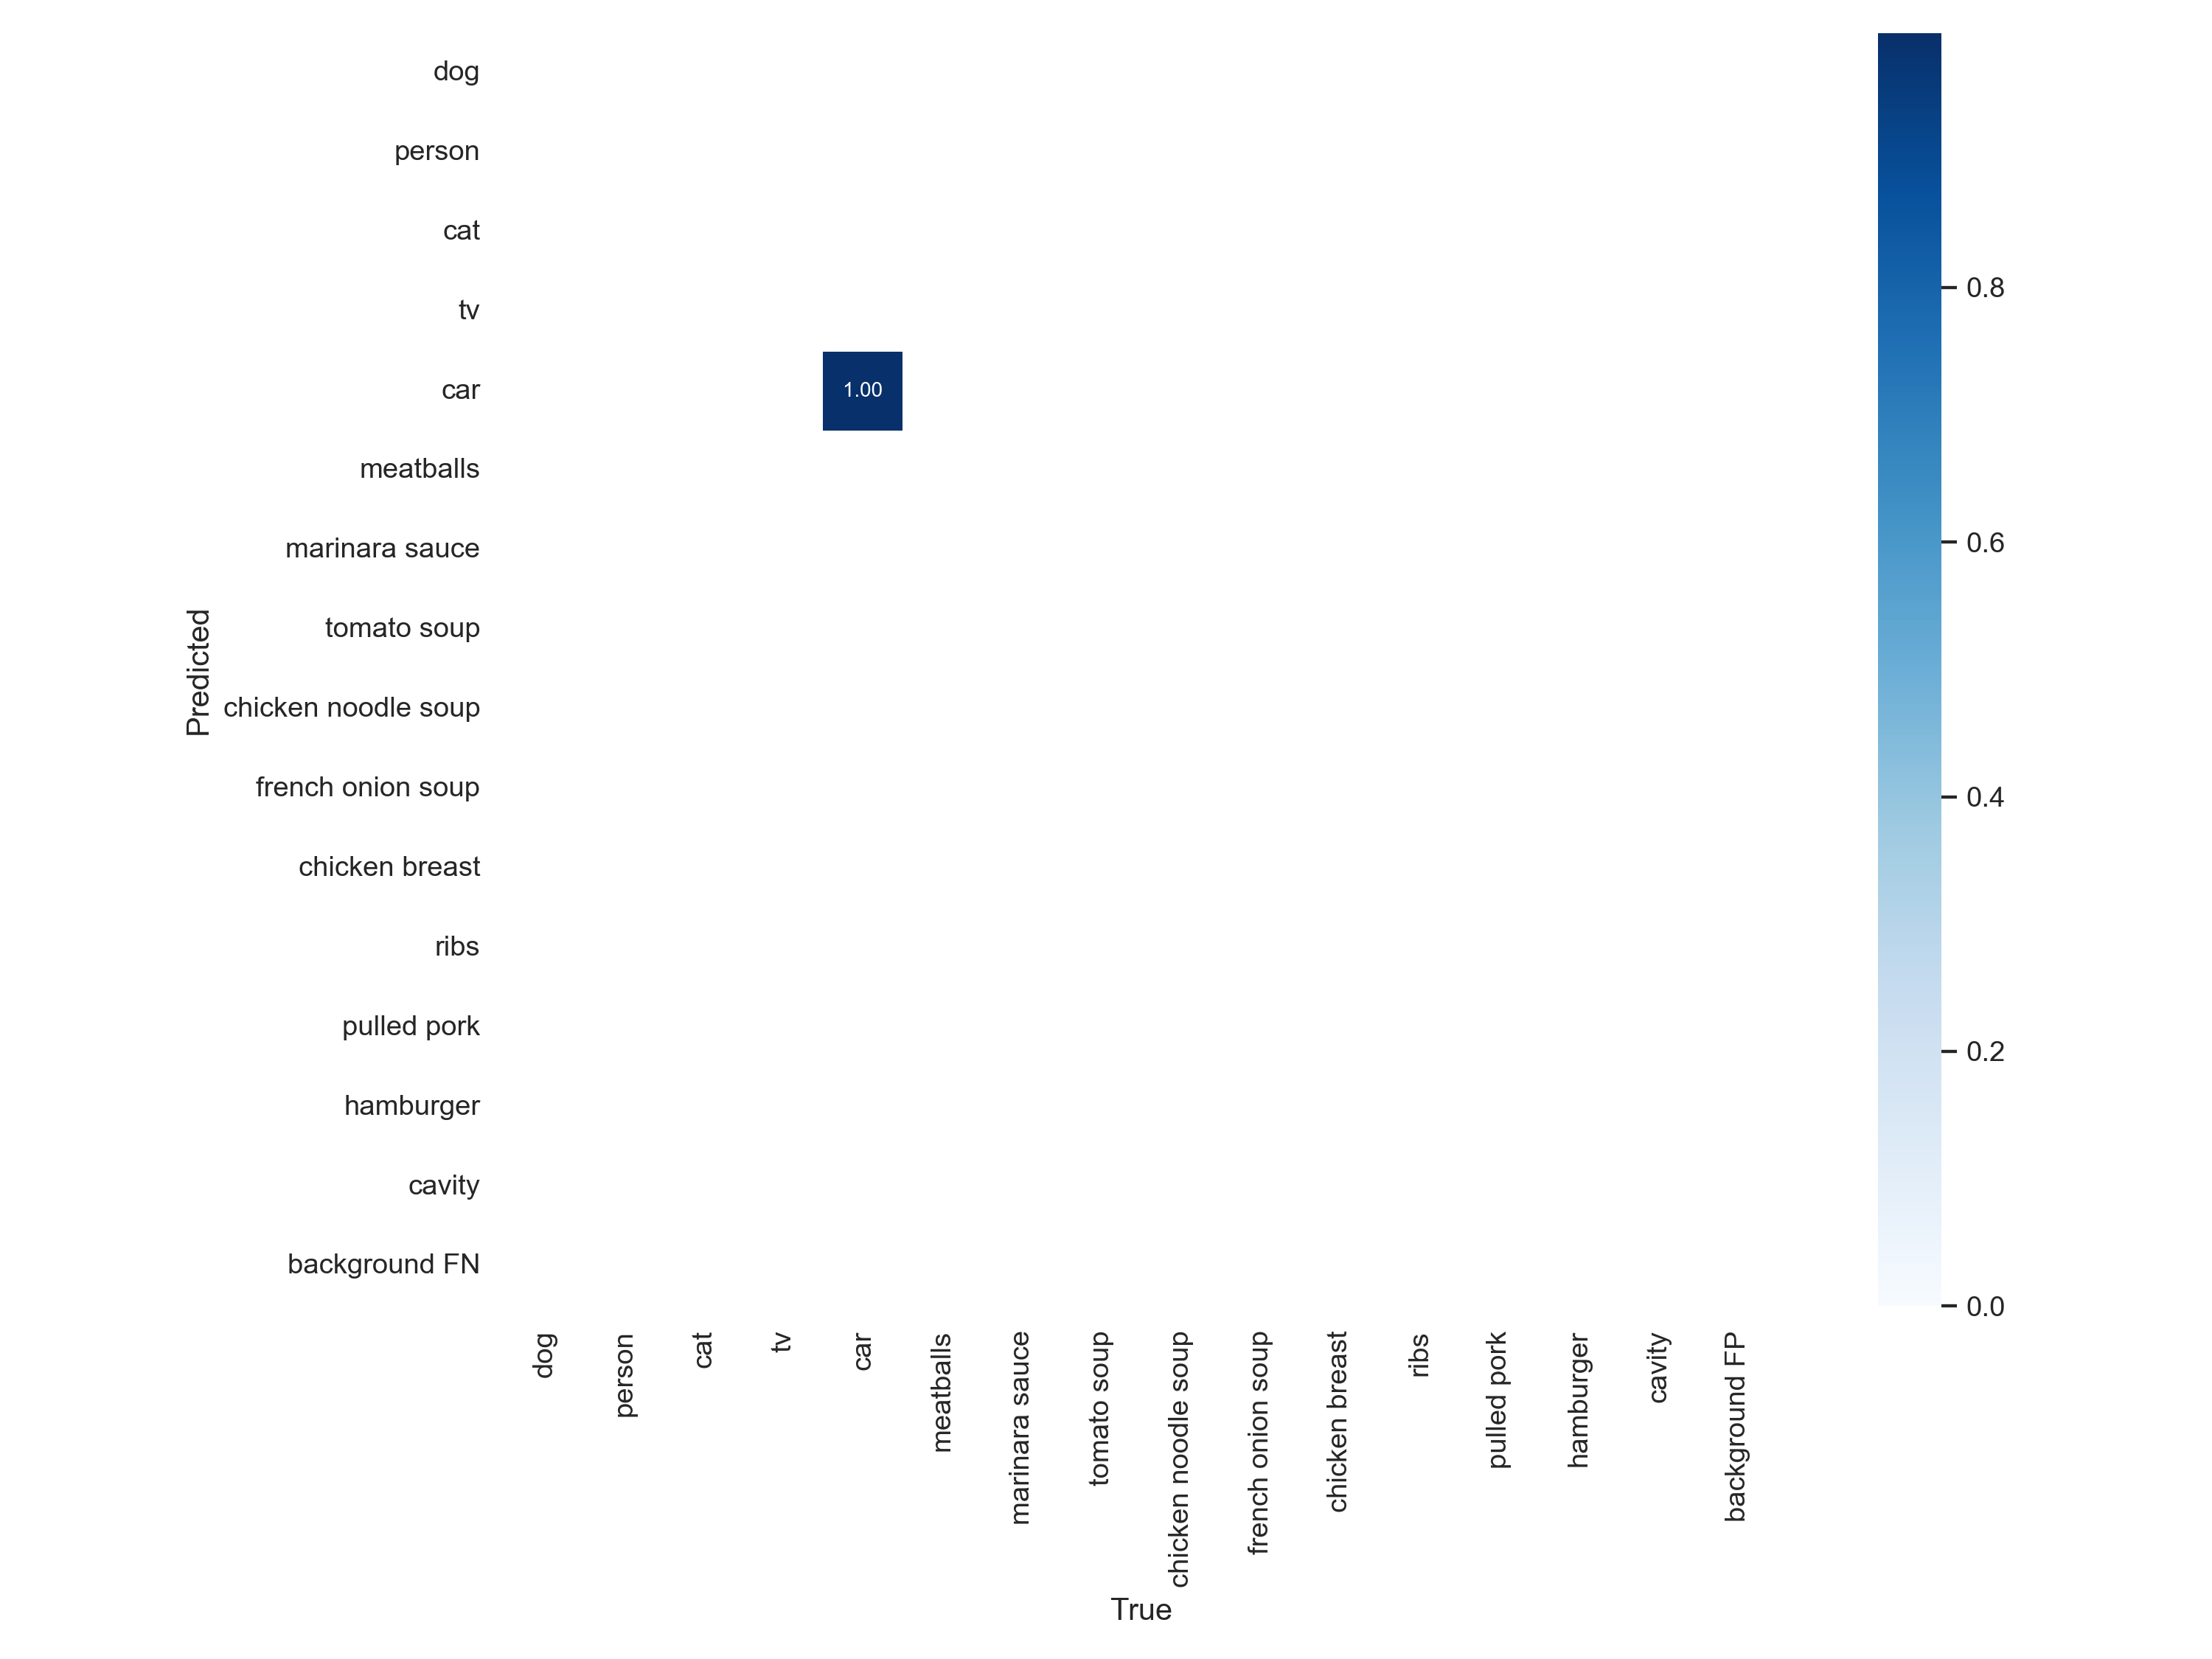 dog
person
cat
tv
car
meatballs
marinara sauce
tomato soup
chicken noodle soup
french onion soup
chicken breast
ribs
pulled pork
hamburger
cavity
background FN
Predicted
1.00
dog
person
cat
tv
car
meatballs
marinara sauce
tomato soup
chicken noodle soup
french onion soup
chicken breast
ribs
pulled pork
hamburger
cavity
background FP
True
0.8
0.6
0.4
0.2
0.0